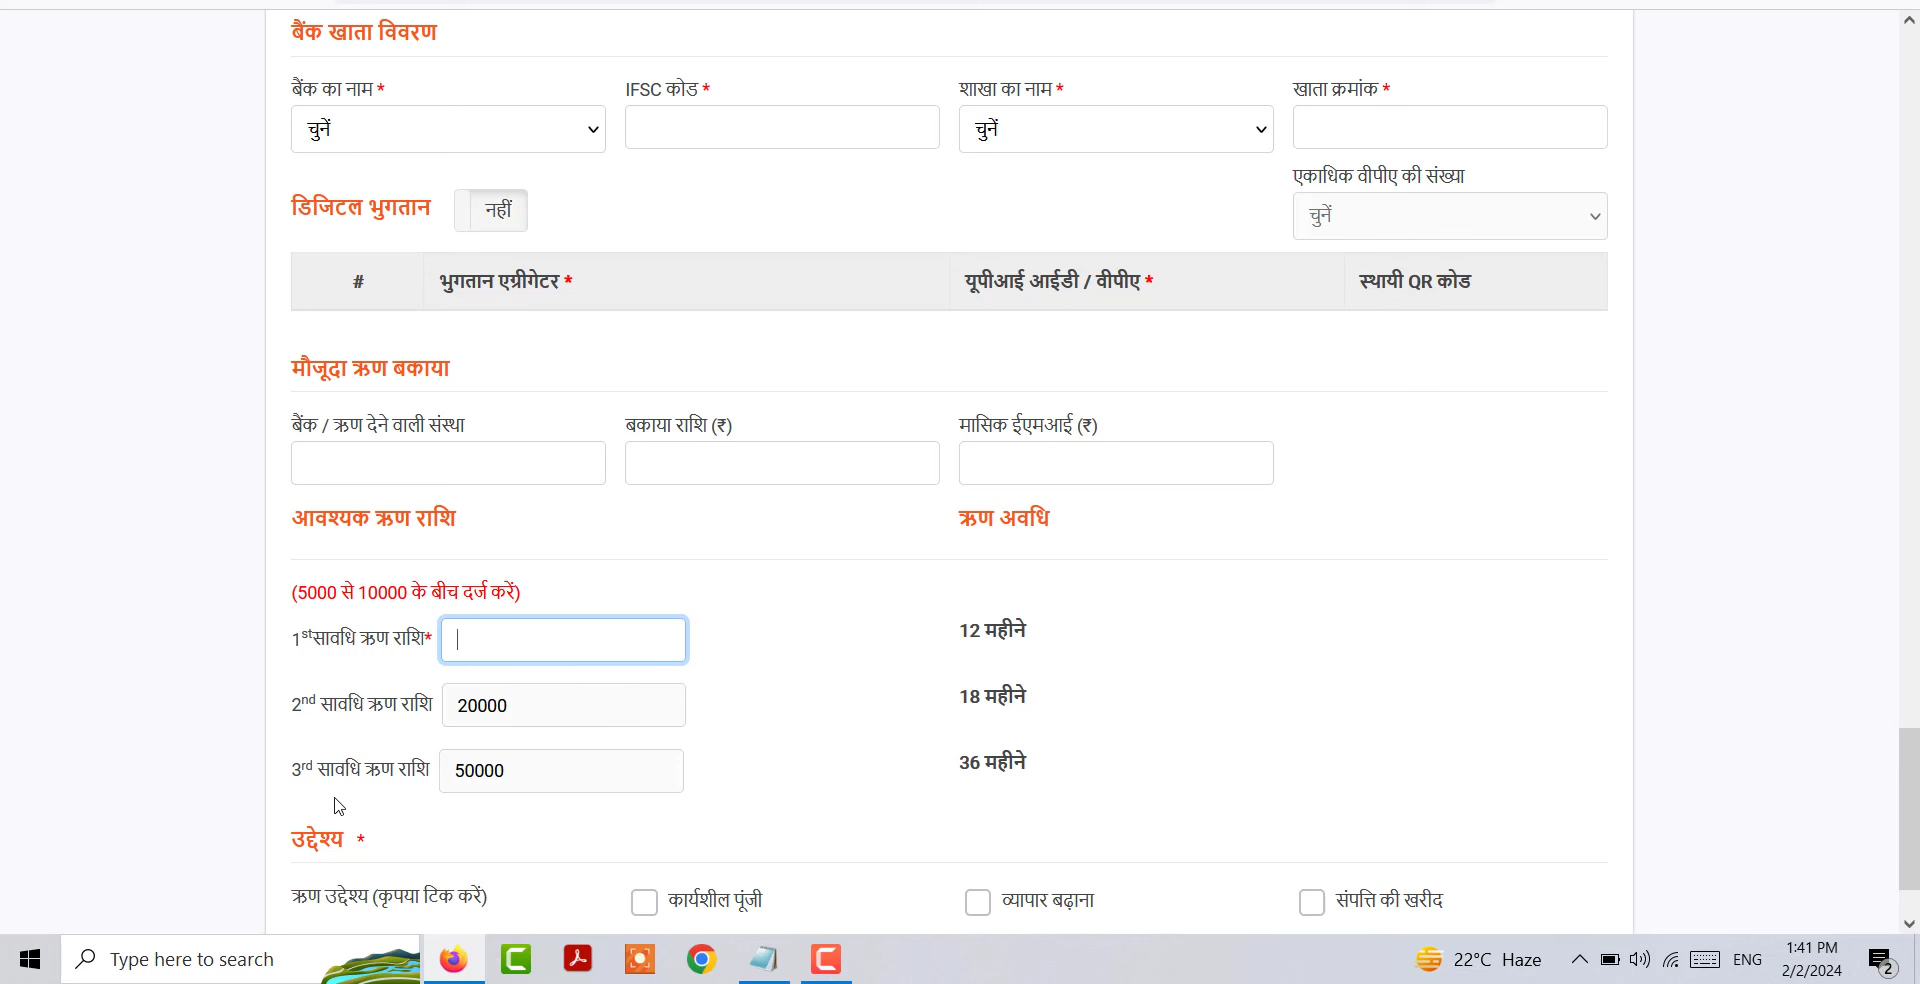 बैंक खाता विवरण
बैंक का नाम * IFSC कोड * शाखा का नाम * खाता क्रमांक *
चुनें चुनें
एकाधिक वीपीए की संख्या
डिजिटल भुगतान नहीं चुनें
# भुगतान एग्रीगेटर * यूपीआई आईडी / वीपीए * स्थायी QR कोड
मौजूदा ऋण बकाया
बैंक / ऋण देने वाली संस्था बकाया राशि (₹) मासिक ईएमआई (₹)
आवश्यक ऋण राशि ऋण अवधि
(5000 से 10000 के बीच दर्ज करें)
1st सावधि ऋण राशि* 12 महीने
2nd सावधि ऋण राशि 20000 18 महीने
3rd सावधि ऋण राशि 50000 36 महीने
उद्देश्य *
ऋण उद्देश्य (कृपया टिक करें) कार्यशील पूंजी व्यापार बढ़ाना संपत्ति की खरीद
Type here to search 22°C Haze ENG 1:41 PM
2/2/2024 2